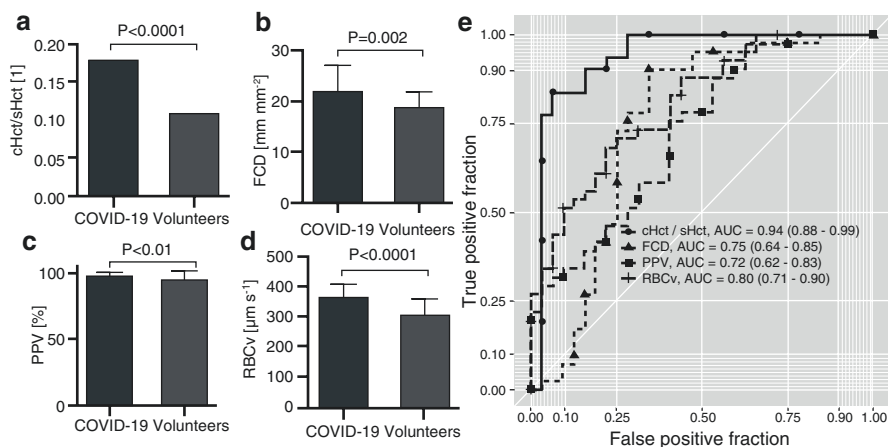 a
P<0.0001
cHct/sHct [1]
0.20
0.15
0.10
0.05
0.00
COVID-19 Volunteers
b
P=0.002
FCD [mm mm-2]
30
20
10
0
COVID-19 Volunteers
c
P<0.01
PPV [%]
100
50
0
COVID-19 Volunteers
d
P<0.0001
RBCv [µm s-1]
500
400
300
200
100
0
COVID-19 Volunteers
e
True positive fraction
1.00
0.90
0.75
0.50
0.25
0.10
0.00
cHct / sHct, AUC = 0.94 (0.88 - 0.99)
FCD, AUC = 0.75 (0.64 - 0.85)
PPV, AUC = 0.72 (0.62 - 0.83)
RBCv, AUC = 0.80 (0.71 - 0.90)
0.00 0.10 0.25 0.50 0.75 0.90 1.00
False positive fraction